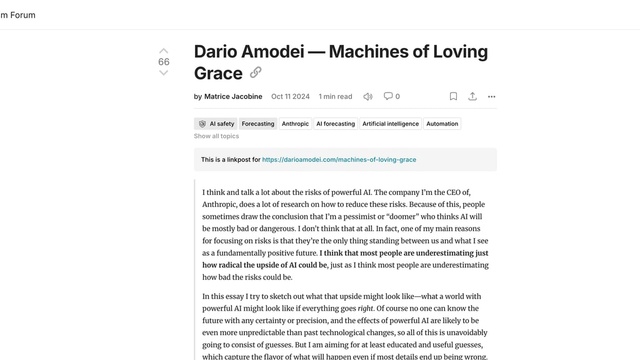 m Forum
66
Dario Amodei — Machines of Loving
Grace
by Matrice Jacobine Oct 11 2024 1 min read 0
AI safety Forecasting Anthropic AI forecasting Artificial intelligence Automation
Show all topics
This is a linkpost for https://darioamodei.com/machines-of-loving-grace
I think and talk a lot about the risks of powerful AI. The company I'm the CEO of,
Anthropic, does a lot of research on how to reduce these risks. Because of this, people
sometimes draw the conclusion that I'm a pessimist or “doomer” who thinks AI will
be mostly bad or dangerous. I don't think that at all. In fact, one of my main reasons
for focusing on risks is that they're the only thing standing between us and what I see
as a fundamentally positive future. I think that most people are underestimating just
how radical the upside of AI could be, just as I think most people are underestimating
how bad the risks could be.
In this essay I try to sketch out what that upside might look like—what a world with
powerful AI might look like if everything goes right. Of course no one can know the
future with any certainty or precision, and the effects of powerful AI are likely to be
even more unpredictable than past technological changes, so all of this is unavoidably
going to consist of guesses. But I am aiming for at least educated and useful guesses,
which capture the flavor of what will happen even if most details end up being wrong.